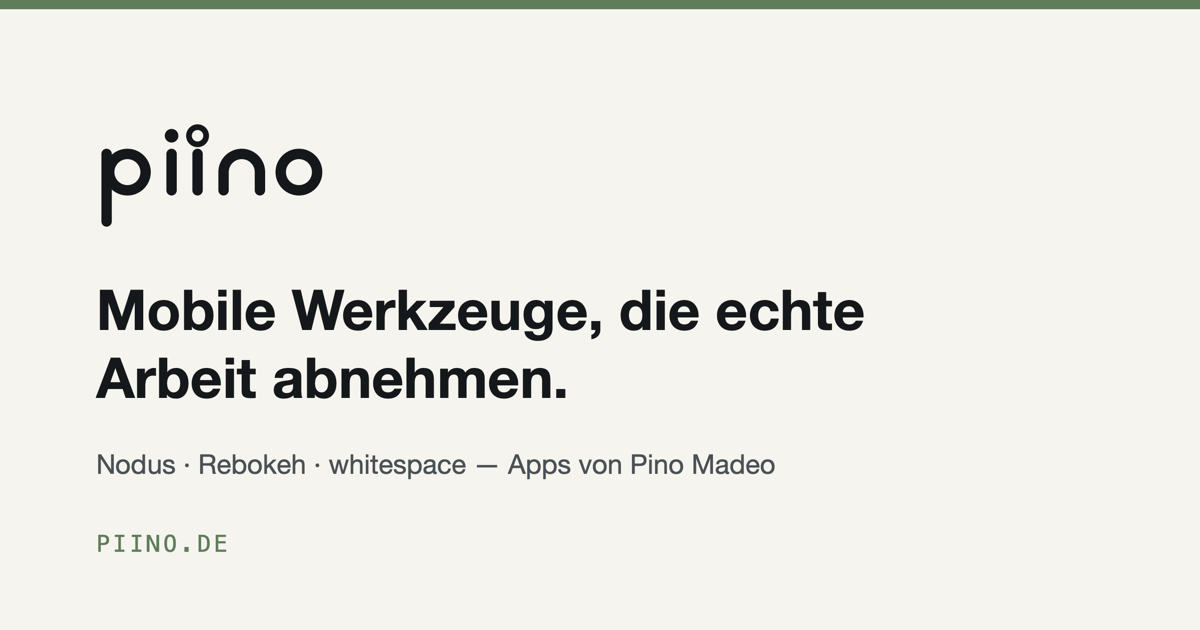 piino
Mobile Werkzeuge, die echte
Arbeit abnehmen.
Nodus · Rebokeh · whitespace — Apps von Pino Madeo
PIINO.DE